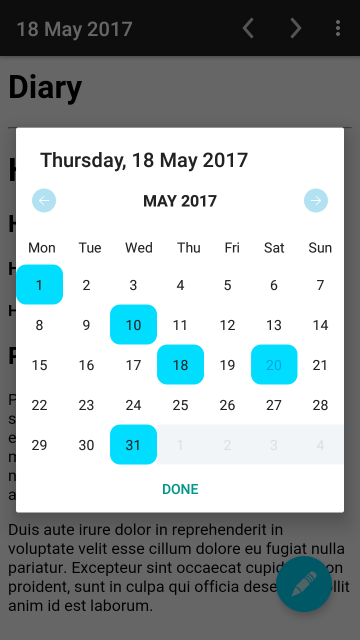 18 May 2017
Diary
Thursday, 18 May 2017
MAY 2017
Mon Tue Wed Thu Fri Sat Sun
1 2 3 4 5 6 7
8 9 10 11 12 13 14
15 16 17 18 19 20 21
22 23 24 25 26 27 28
29 30 31 1 2 3 4
DONE
Duis aute irure dolor in reprehenderit in
voluptate velit esse cillum dolore eu fugiat nulla
pariatur. Excepteur sint occaecat non
proident, sunt in culpa qui officia
anim id est laborum.